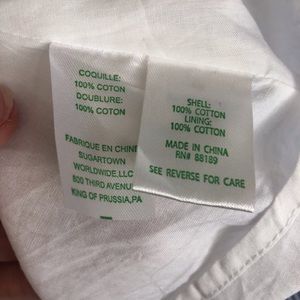 COQUILLE:
100% COTON
DOUBLURE:
100% COTON
FABRIQUE EN CHINE
SUGARTOWN
WORLDWIDE, LLC
800 THIRD AVENUE
KING OF PRUSSIA, PA
SHELL:
100% COTTON
LINING:
100% COTTON
MADE IN CHINA
RN# 88189
SEE REVERSE FOR CARE